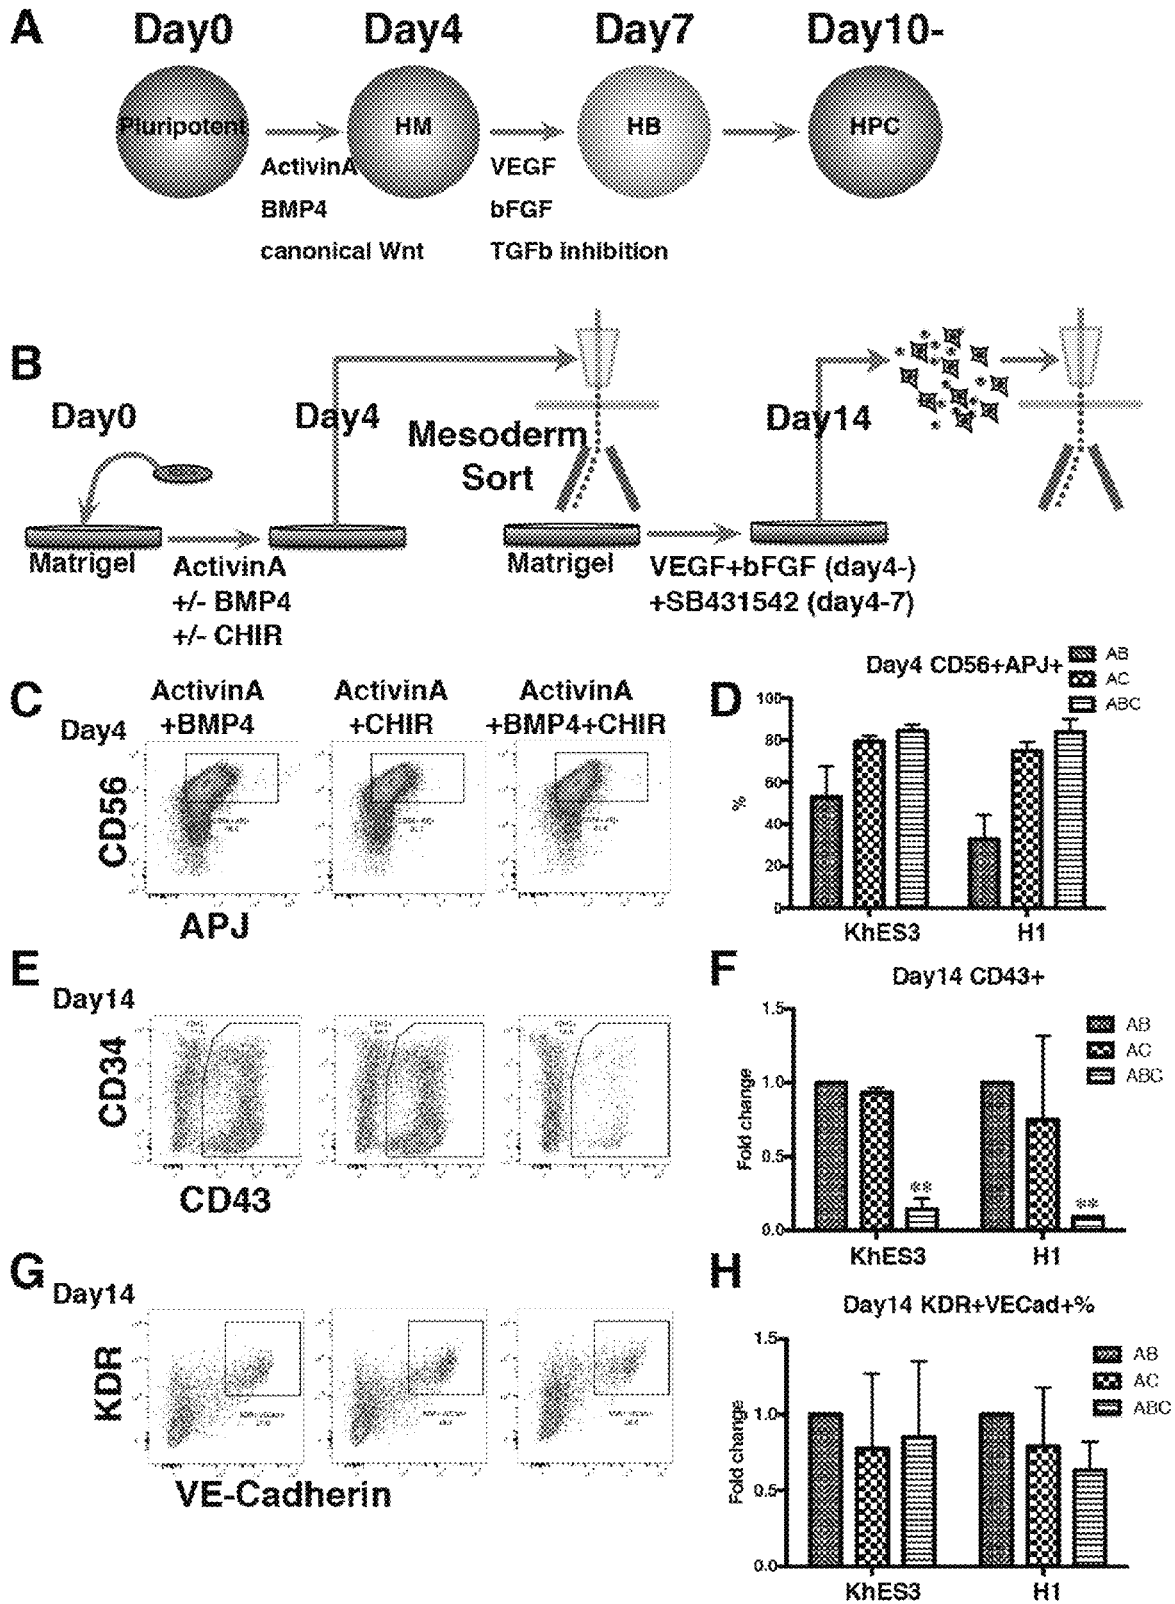 A
Day0 Day4 Day7 Day10-
Pluripotent HM HB HPC
ActivinA VEGF
BMP4 bFGF
canonical Wnt TGFb inhibition
B
Day0 Day4 Mesoderm Sort Day14
Matrigel Matrigel
ActivinA VEGF+bFGF (day4-)
+/- BMP4 +SB431542 (day4-7)
+/- CHIR
C
Day4
ActivinA +BMP4
ActivinA +CHIR
ActivinA +BMP4+CHIR
CD56
APJ
D
Day4 CD56+APJ+
AB
AC
ABC
%
100
80
60
40
20
0
KhES3 H1
E
Day14
CD34
CD43
F
Day14 CD43+
AB
AC
ABC
Fold change
1.5
1.0
0.5
0.0
** **
KhES3 H1
G
Day14
KDR
VE-Cadherin
H
Day14 KDR+VECad+%
AB
AC
ABC
Fold change
1.5
1.0
0.5
0.0
KhES3 H1